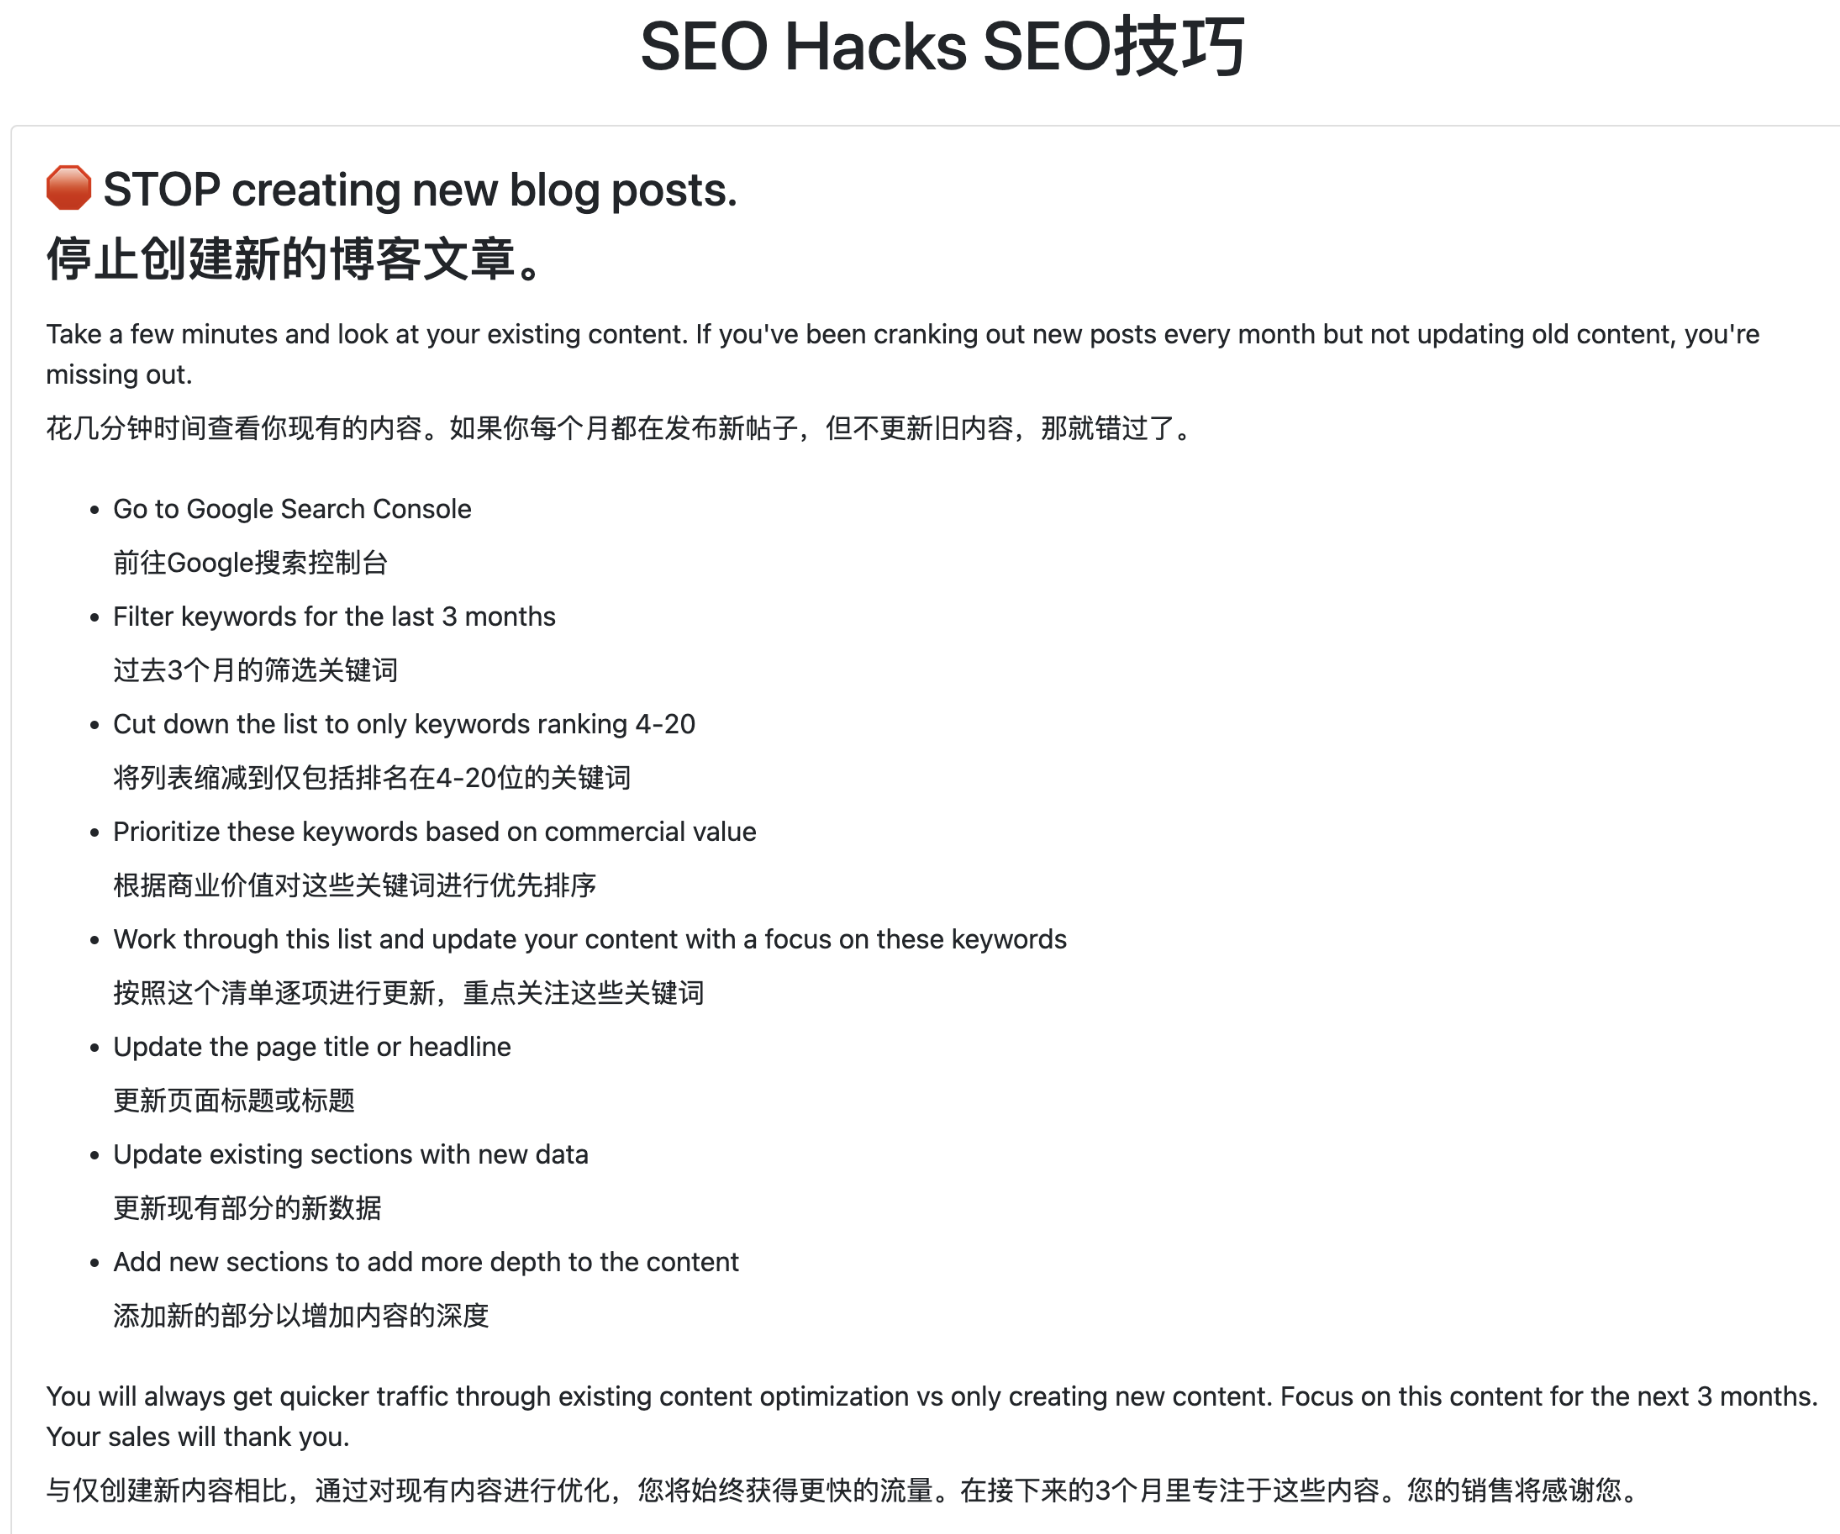 SEO Hacks SEO技巧
🛑 STOP creating new blog posts.
停止创建新的博客文章。
Take a few minutes and look at your existing content. If you've been cranking out new posts every month but not updating old content, you're
missing out.
花几分钟时间查看你现有的内容。如果你每个月都在发布新帖子，但不更新旧内容，那就错过了。
• Go to Google Search Console
前往Google搜索控制台
• Filter keywords for the last 3 months
过去3个月的筛选关键词
• Cut down the list to only keywords ranking 4-20
将列表缩减到仅包括排名在4-20位的关键词
• Prioritize these keywords based on commercial value
根据商业价值对这些关键词进行优先排序
• Work through this list and update your content with a focus on these keywords
按照这个清单逐项进行更新，重点关注这些关键词
• Update the page title or headline
更新页面标题或标题
• Update existing sections with new data
更新现有部分的新数据
• Add new sections to add more depth to the content
添加新的部分以增加内容的深度
You will always get quicker traffic through existing content optimization vs only creating new content. Focus on this content for the next 3 months.
Your sales will thank you.
与仅创建新内容相比，通过对现有内容进行优化，您将始终获得更快的流量。在接下来的3个月里专注于这些内容。您的销售将感谢您。